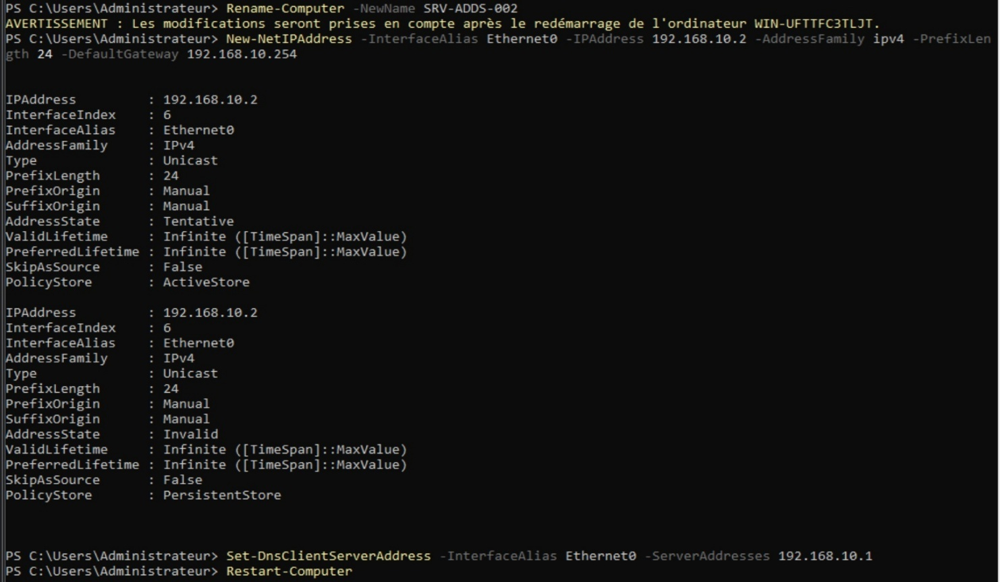 PS C:\Users\Administrateur> Rename-Computer -NewName SRV-ADDS-002
AVERTISSEMENT : Les modifications seront prises en compte après le redémarrage de l'ordinateur WIN-UFTTFC3TLJT.
PS C:\Users\Administrateur> New-NetIPAddress -InterfaceAlias Ethernet0 -IPAddress 192.168.10.2 -AddressFamily ipv4 -PrefixLen
gth 24 -DefaultGateway 192.168.10.254
IPAddress : 192.168.10.2
InterfaceIndex : 6
InterfaceAlias : Ethernet0
AddressFamily : IPv4
Type : Unicast
PrefixLength : 24
PrefixOrigin : Manual
SuffixOrigin : Manual
AddressState : Tentative
ValidLifetime : Infinite ([TimeSpan]::MaxValue)
PreferredLifetime : Infinite ([TimeSpan]::MaxValue)
SkipAsSource : False
PolicyStore : ActiveStore
IPAddress : 192.168.10.2
InterfaceIndex : 6
InterfaceAlias : Ethernet0
AddressFamily : IPv4
Type : Unicast
PrefixLength : 24
PrefixOrigin : Manual
SuffixOrigin : Manual
AddressState : Invalid
ValidLifetime : Infinite ([TimeSpan]::MaxValue)
PreferredLifetime : Infinite ([TimeSpan]::MaxValue)
SkipAsSource : False
PolicyStore : PersistentStore
PS C:\Users\Administrateur> Set-DnsClientServerAddress -InterfaceAlias Ethernet0 -ServerAddresses 192.168.10.1
PS C:\Users\Administrateur> Restart-Computer